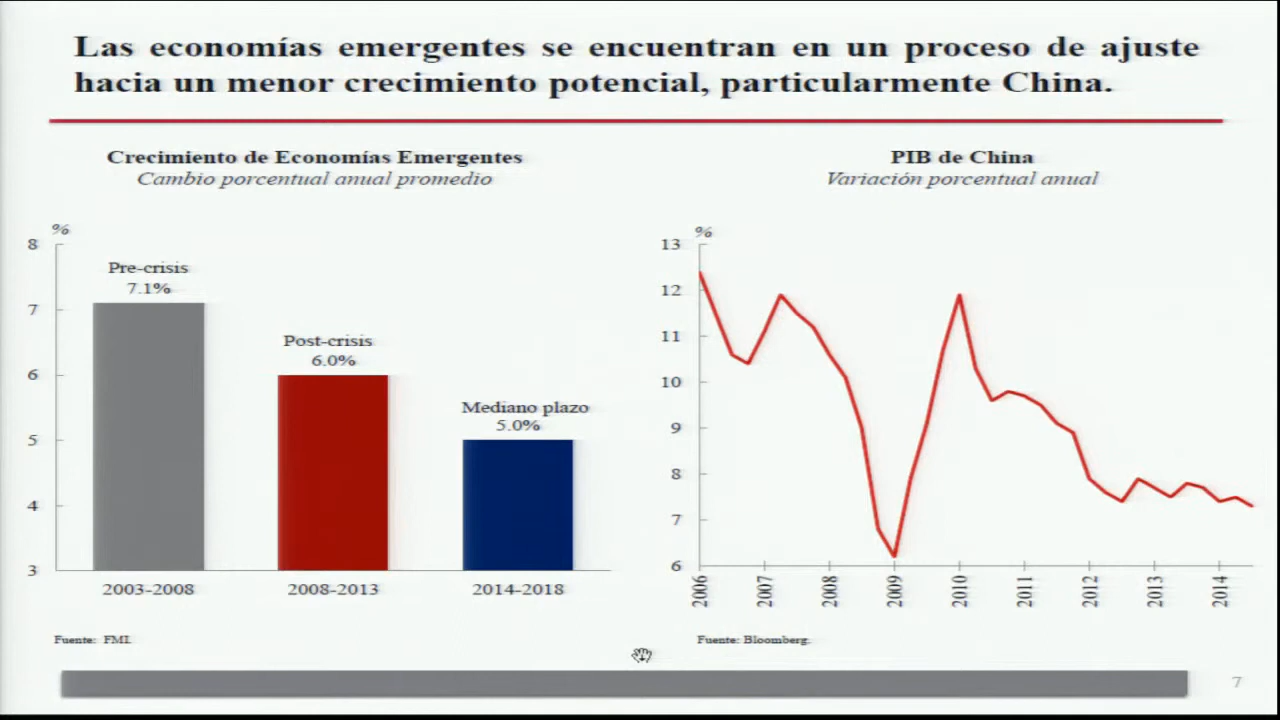 Las economías emergentes se encuentran en un proceso de ajuste
hacia un menor crecimiento potencial, particularmente China.
Crecimiento de Economías Emergentes
Cambio porcentual anual promedio
%
8
7
6
5
4
3
Pre-crisis
7.1%
Post-crisis
6.0%
Mediano plazo
5.0%
2003-2008
2008-2013
2014-2018
Fuente: FMI.
PIB de China
Variación porcentual anual
%
13
12
11
10
9
8
7
6
2006
2007
2008
2009
2010
2011
2012
2013
2014
Fuente: Bloomberg.
7